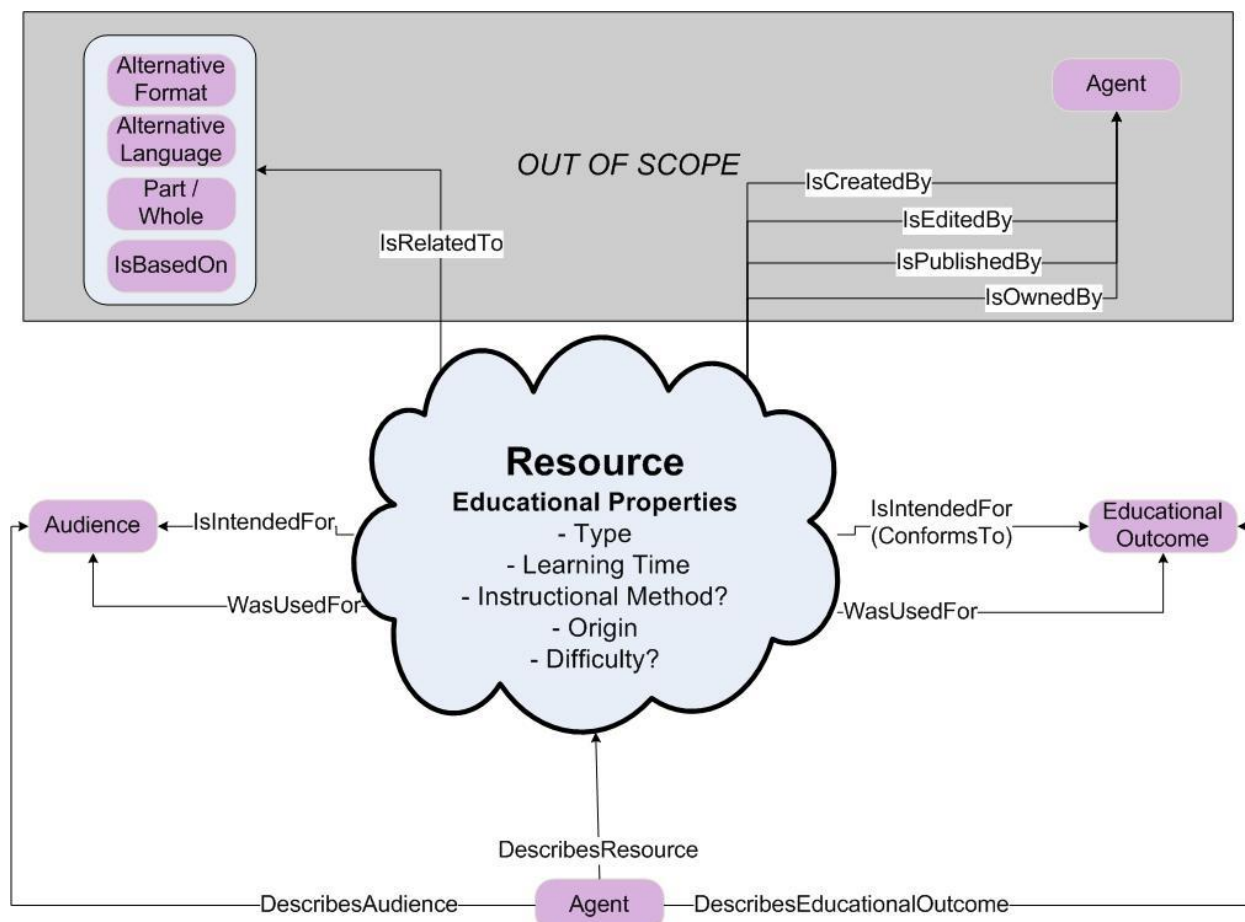 Alternative
Format
Alternative
Language
Part /
Whole
IsBasedOn
Agent
OUT OF SCOPE
IsCreatedBy
IsEditedBy
IsPublishedBy
IsOwnedBy
IsRelatedTo
Resource
Educational Properties
- Type
- Learning Time
- Instructional Method?
- Origin
- Difficulty?
Audience
IsIntendedFor
WasUsedFor
IsIntendedFor
(ConformsTo)
Educational
Outcome
WasUsedFor
DescribesResource
DescribesAudience
Agent
DescribesEducationalOutcome